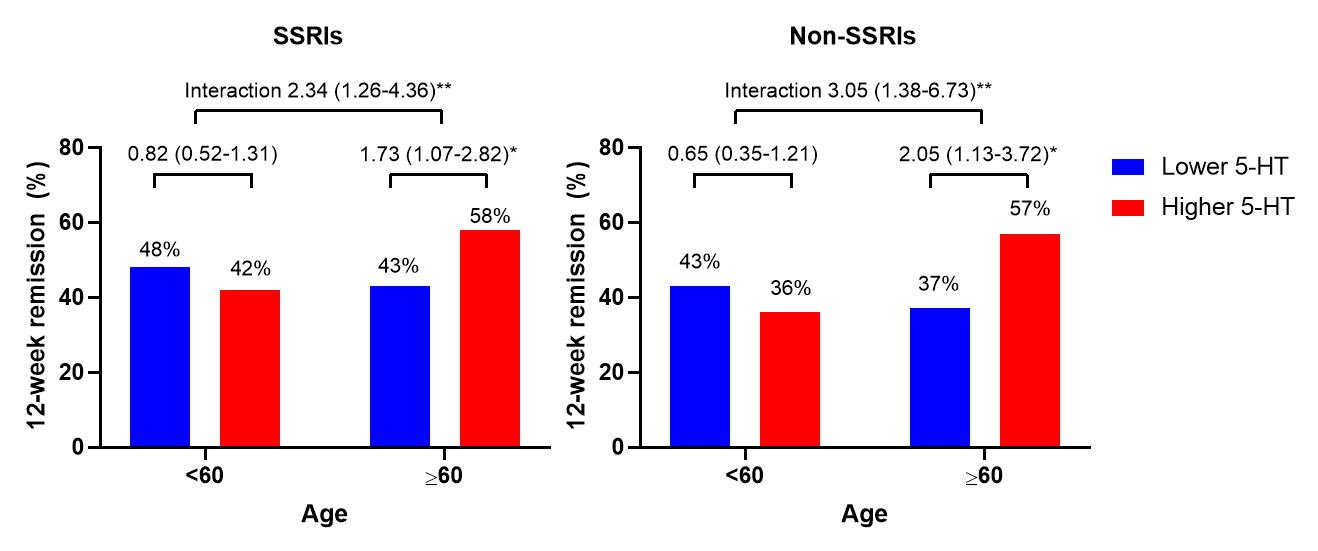 SSRIs
Interaction 2.34 (1.26-4.36)**
0.82 (0.52-1.31)
1.73 (1.07-2.82)*
12-week remission (%)
80
60
40
20
0
48%
42%
43%
58%
<60
≥60
Age
Non-SSRIs
Interaction 3.05 (1.38-6.73)**
0.65 (0.35-1.21)
2.05 (1.13-3.72)*
12-week remission (%)
80
60
40
20
0
43%
36%
37%
57%
<60
≥60
Age
Lower 5-HT
Higher 5-HT